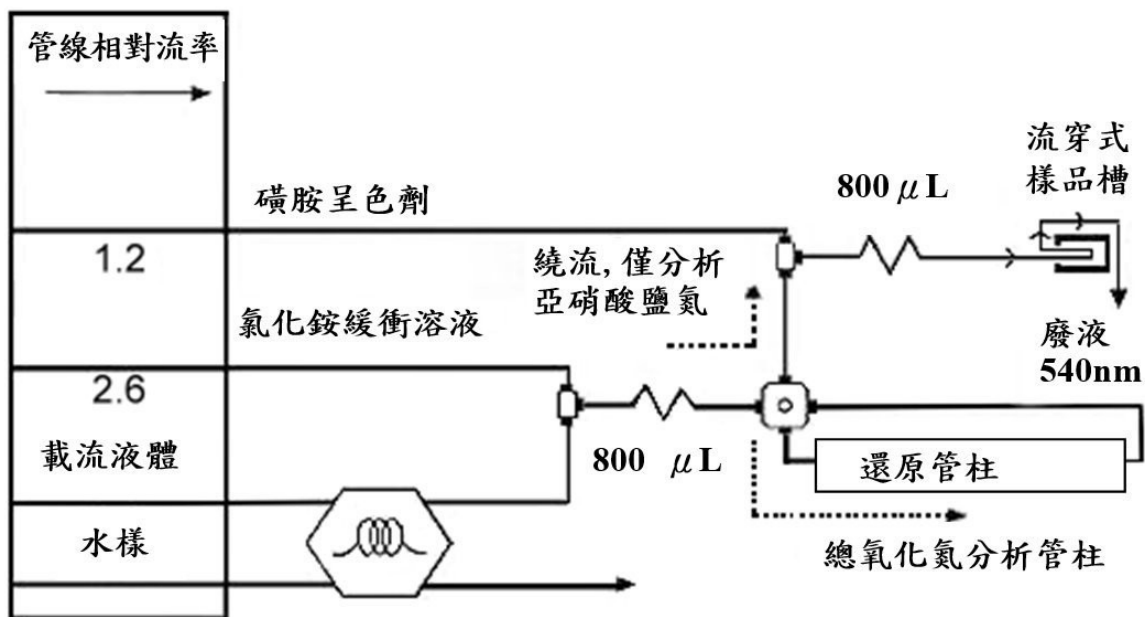 管線相對流率
流穿式
樣品槽
800 μL
磺胺呈色劑
1.2
繞流, 僅分析
亞硝酸鹽氮
氯化銨緩衝溶液
廢液
540nm
2.6
載流液體
800 μL
還原管柱
水樣
總氧化氮分析管柱